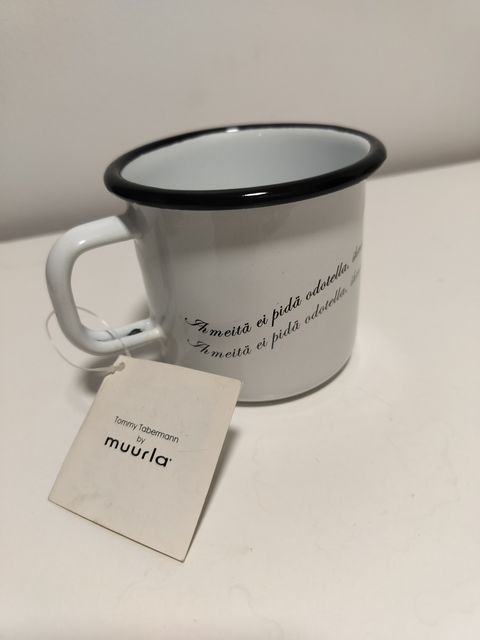 Ihmeitä ei pidä odotella,
Ihmeitä ei pidä odotella,
Tommy Tabermann
by
muurla